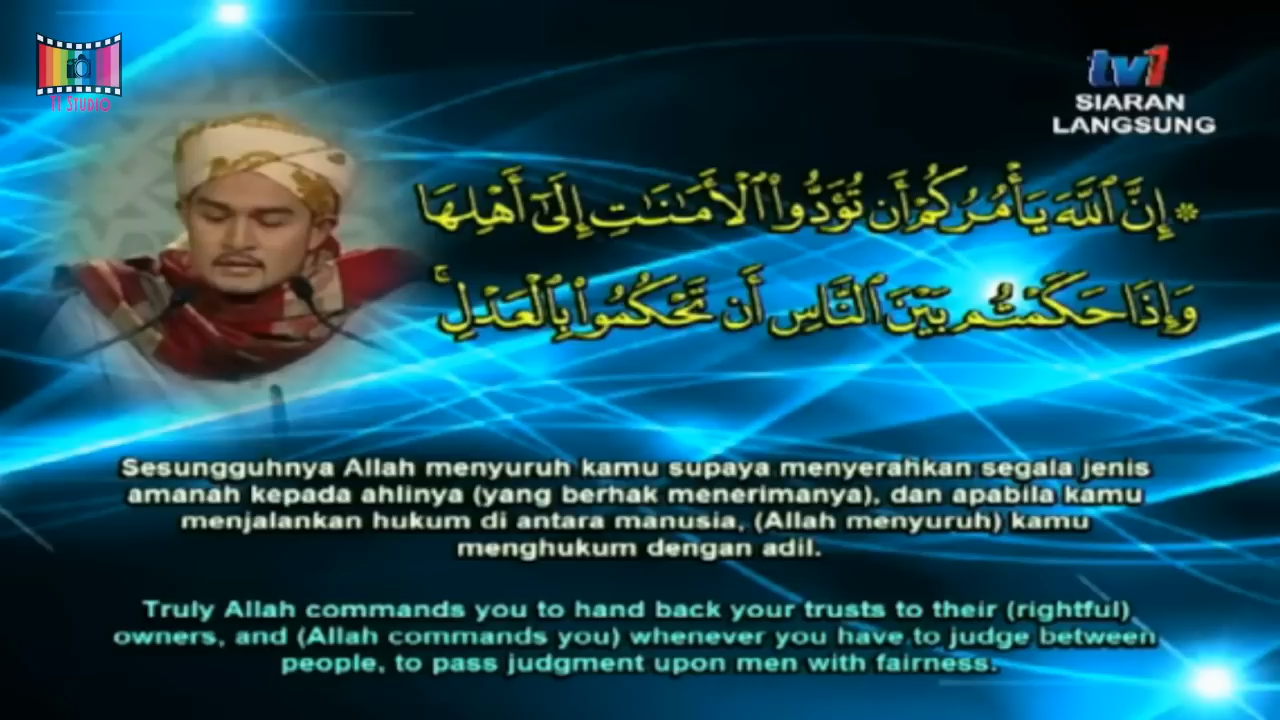 TT STUDIO
tv1
SIARAN
LANGSUNG
۞ إِنَّ ٱللَّهَ يَأْمُرُكُمْ أَن تُؤَدُّوا۟ ٱلْأَمَـٰنَـٰتِ إِلَىٰٓ أَهْلِهَا
وَإِذَا حَكَمْتُم بَيْنَ ٱلنَّاسِ أَن تَحْكُمُوا۟ بِٱلْعَدْلِ ۚ
Sesungguhnya Allah menyuruh kamu supaya menyerahkan segala jenis
amanah kepada ahlinya (yang berhak menerimanya), dan apabila kamu
menjalankan hukum di antara manusia, (Allah menyuruh) kamu
menghukum dengan adil.
Truly Allah commands you to hand back your trusts to their (rightful)
owners, and (Allah commands you) whenever you have to judge between
people, to pass judgment upon men with fairness.